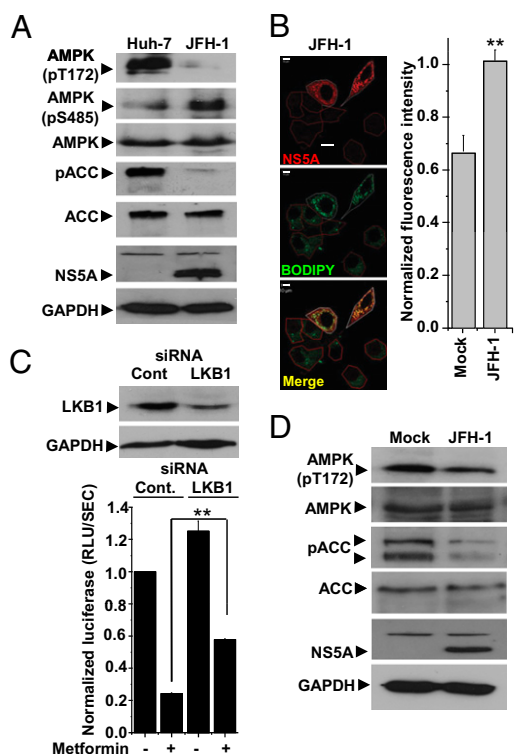 A
Huh-7 JFH-1
AMPK
(pT172)
AMPK
(pS485)
AMPK
pACC
ACC
NS5A
GAPDH
B
JFH-1
NS5A
BODIPY
Merge
Normalized fluorescence intensity
1.0
0.8
0.6
0.4
0.2
0.0
**
Mock
JFH-1
C
siRNA
Cont LKB1
LKB1
GAPDH
siRNA
Cont. LKB1
Normalized luciferase (RLU/SEC)
1.4
1.2
1.0
0.8
0.6
0.4
0.2
0.0
**
Metformin - + - +
D
Mock JFH-1
AMPK
(pT172)
AMPK
pACC
ACC
NS5A
GAPDH